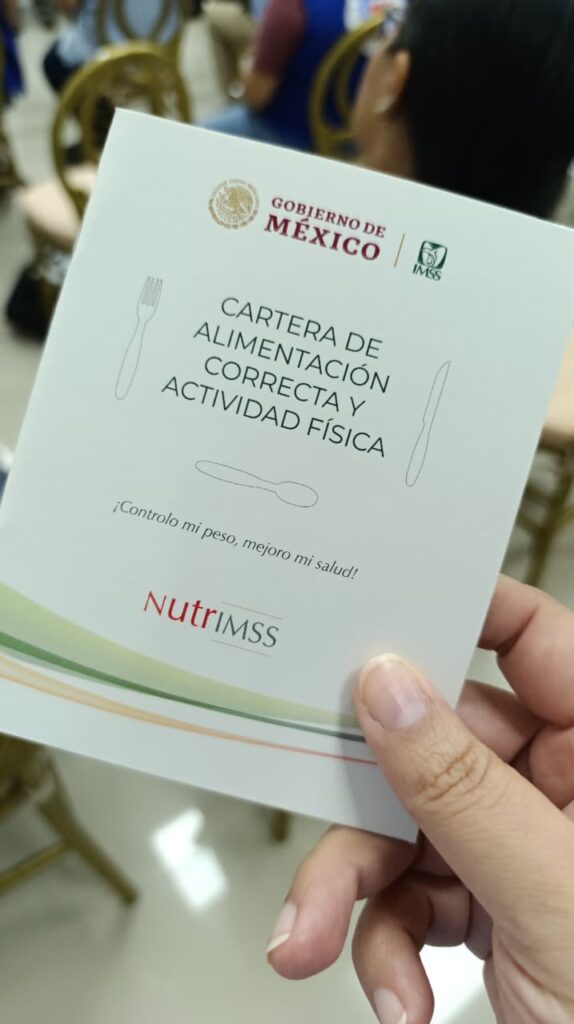 GOBIERNO DE
MÉXICO
IMSS
CARTERA DE
ALIMENTACIÓN
CORRECTA Y
ACTIVIDAD FÍSICA
¡Controlo mi peso, mejoro mi salud!
NutrIMSS